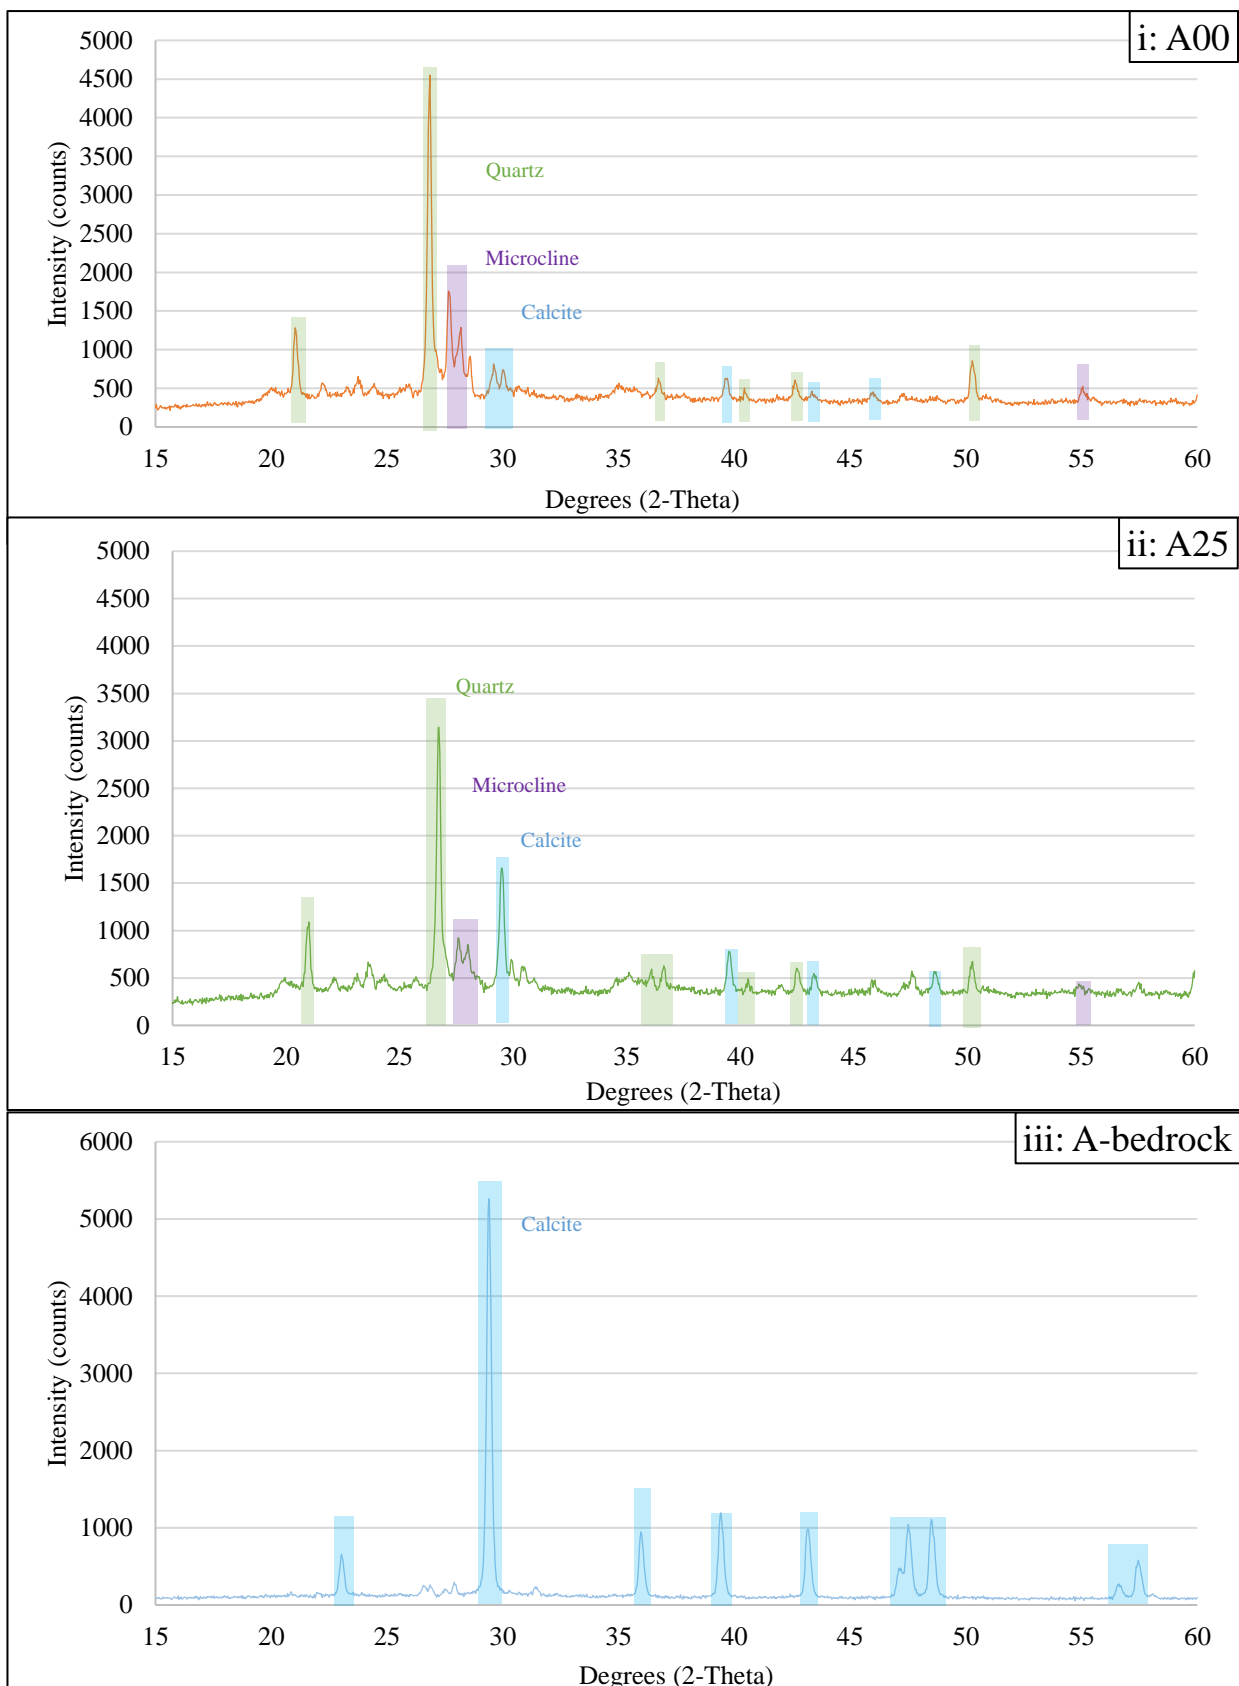 i: A00
5000
4500
4000
3500
3000
2500
2000
1500
1000
500
0
Intensity (counts)
Quartz
Microcline
Calcite
15 20 25 30 35 40 45 50 55 60
Degrees (2-Theta)
ii: A25
5000
4500
4000
3500
3000
2500
2000
1500
1000
500
0
Intensity (counts)
Quartz
Microcline
Calcite
15 20 25 30 35 40 45 50 55 60
Degrees (2-Theta)
iii: A-bedrock
6000
5000
4000
3000
2000
1000
0
Intensity (counts)
Calcite
15 20 25 30 35 40 45 50 55 60
Degrees (2-Theta)